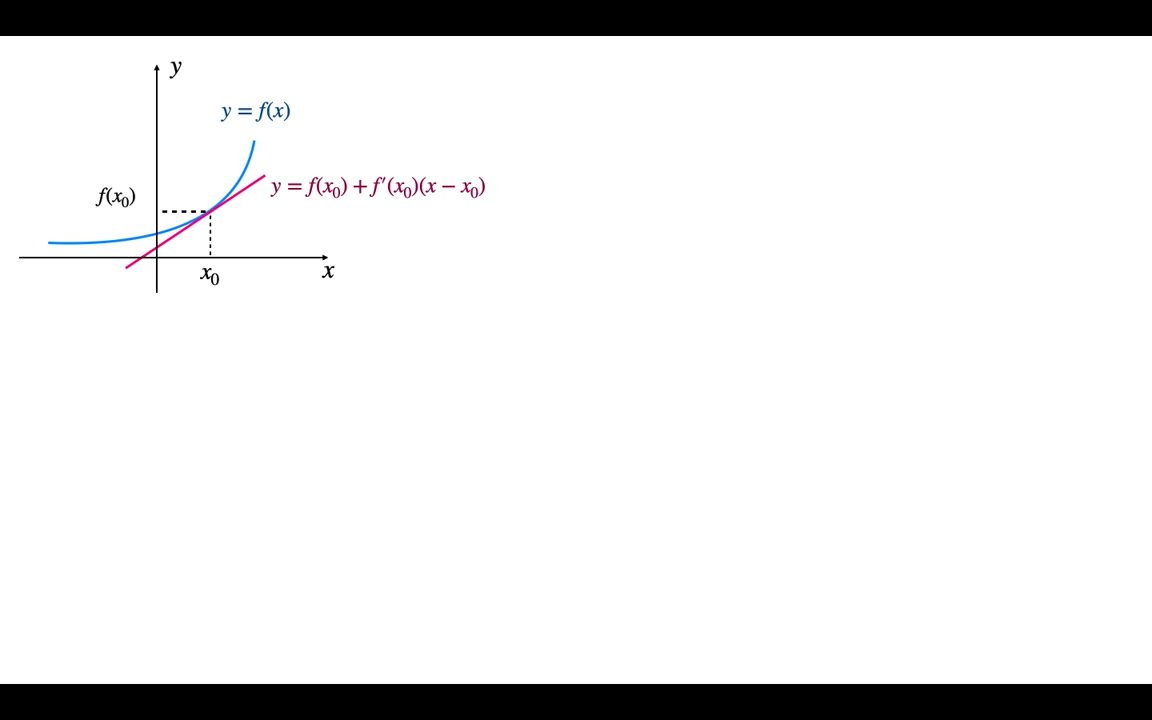 y
y = f(x)
y = f(x₀) + f′(x₀)(x − x₀)
f(x₀)
x₀
x